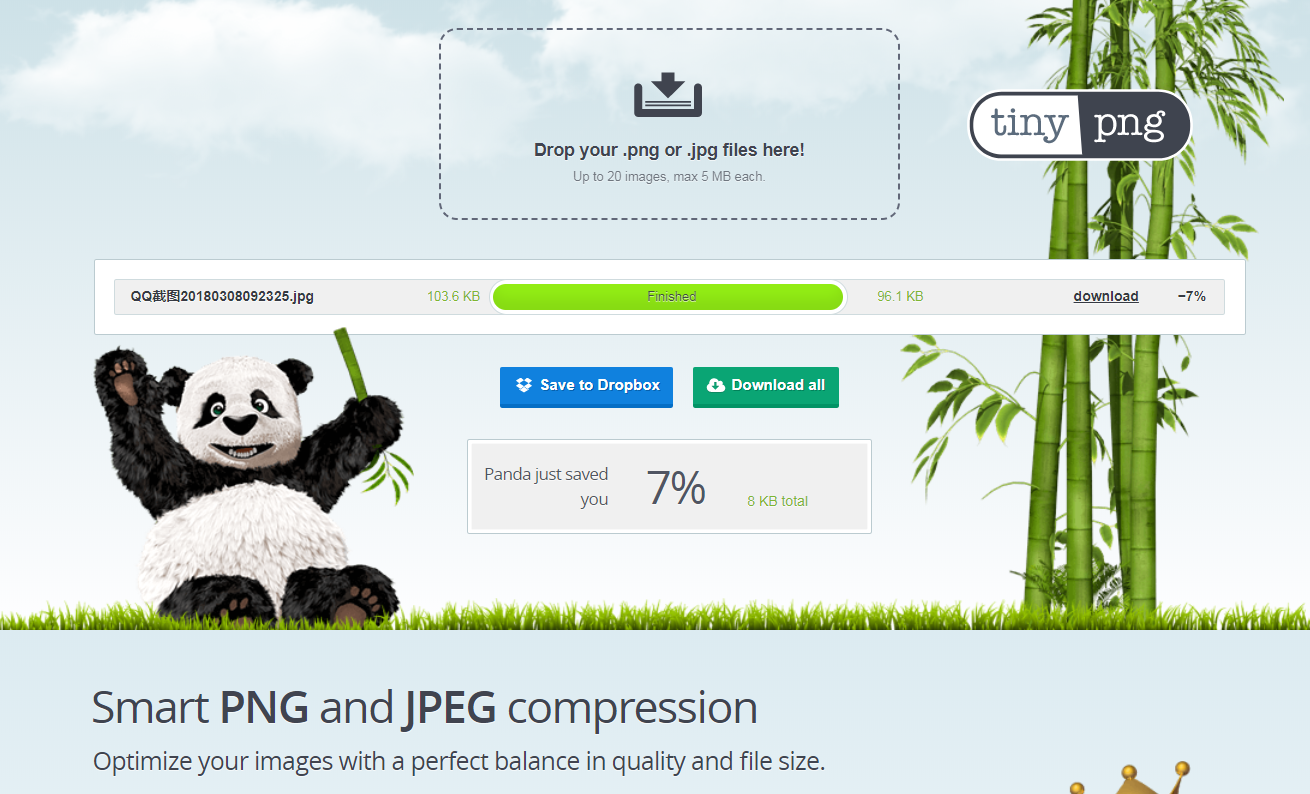 Drop your .png or .jpg files here!
Up to 20 images, max 5 MB each.
tiny png
QQ截图20180308092325.jpg 103.6 KB Finished 96.1 KB download −7%
Save to Dropbox Download all
Panda just saved
you 7% 8 KB total
Smart PNG and JPEG compression
Optimize your images with a perfect balance in quality and file size.